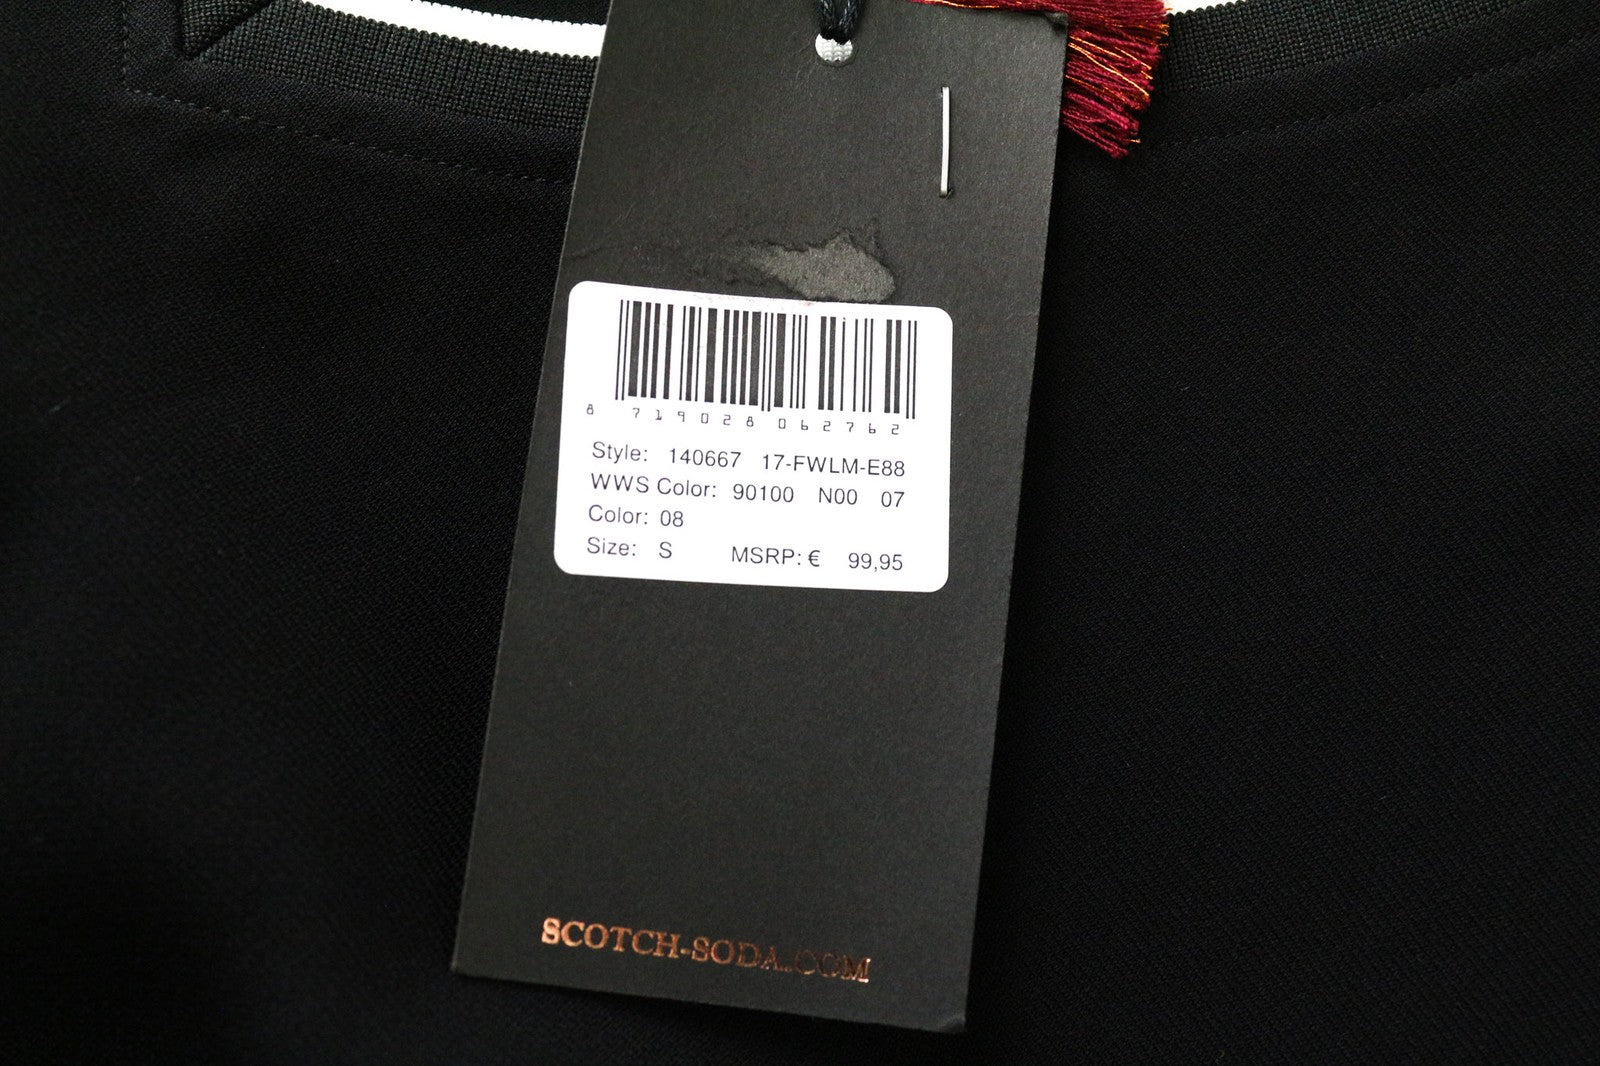 8 719028 062762
Style: 140667 17-FWLM-E88
WWS Color: 90100 N00 07
Color: 08
Size: S MSRP: € 99,95
SCOTCH-SODA.COM